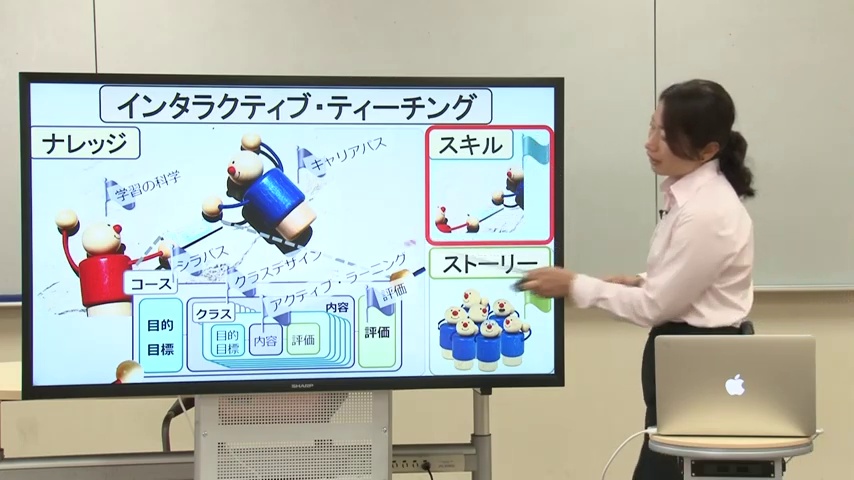 インタラクティブ・ティーチング
ナレッジ
スキル
キャリアパス
学習の科学
シラバス
クラスデザイン
アクティブ・ラーニング
評価
ストーリー
コース
目的
目標
クラス
内容
目的
目標
内容
評価
評価
SHARP